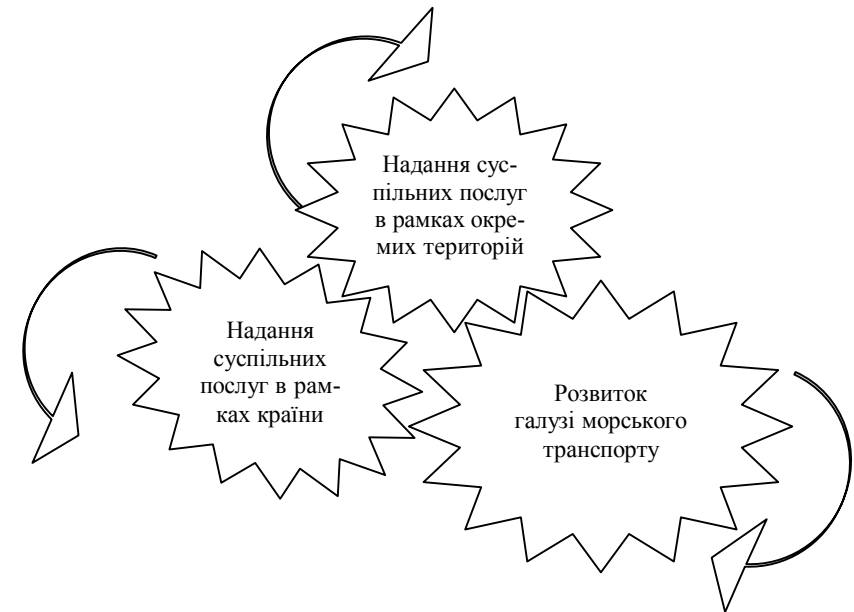 Надання сус-
пільних послуг
в рамках окре-
мих територій
Надання
суспільних
послуг в рам-
ках країни
Розвиток
галузі морського
транспорту